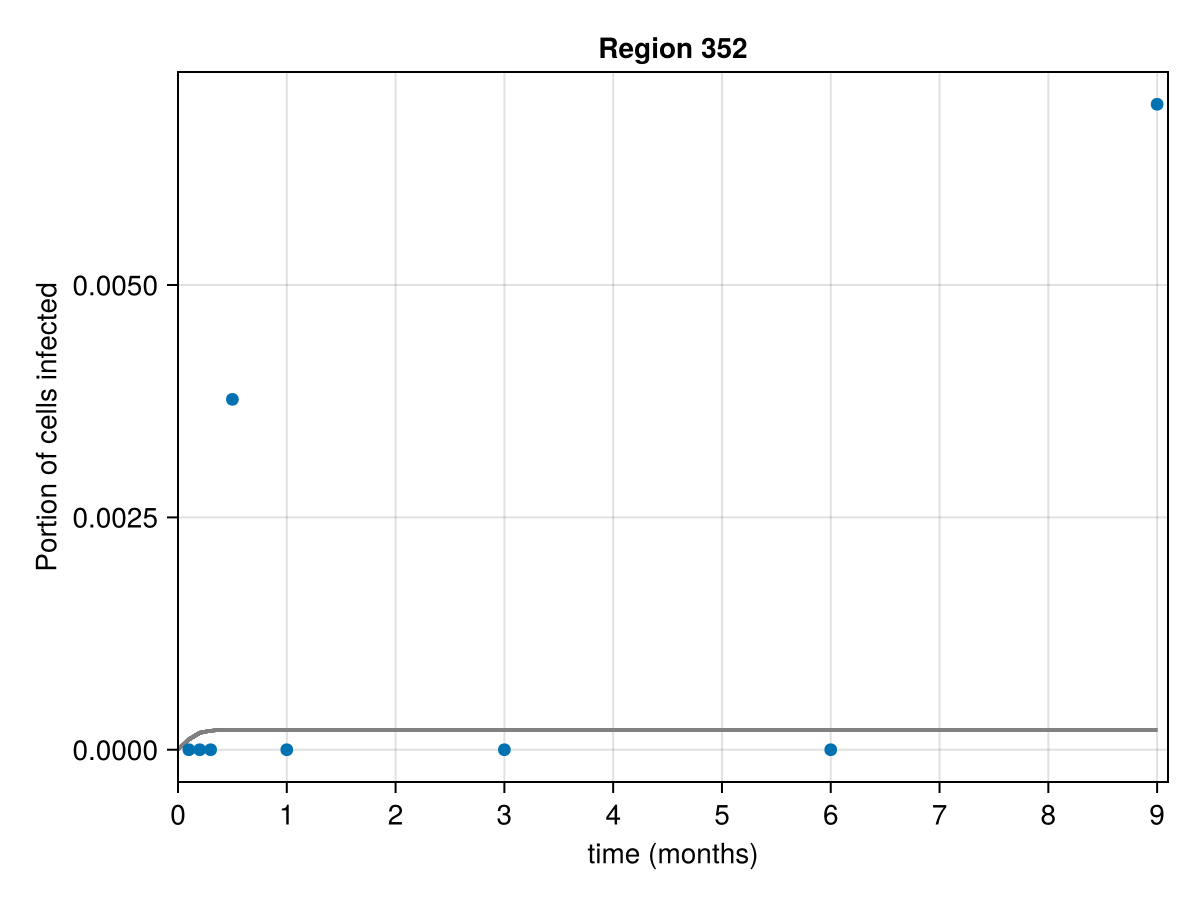 Region 352
Portion of cells infected
0.0050
0.0025
0.0000
0 1 2 3 4 5 6 7 8 9
time (months)